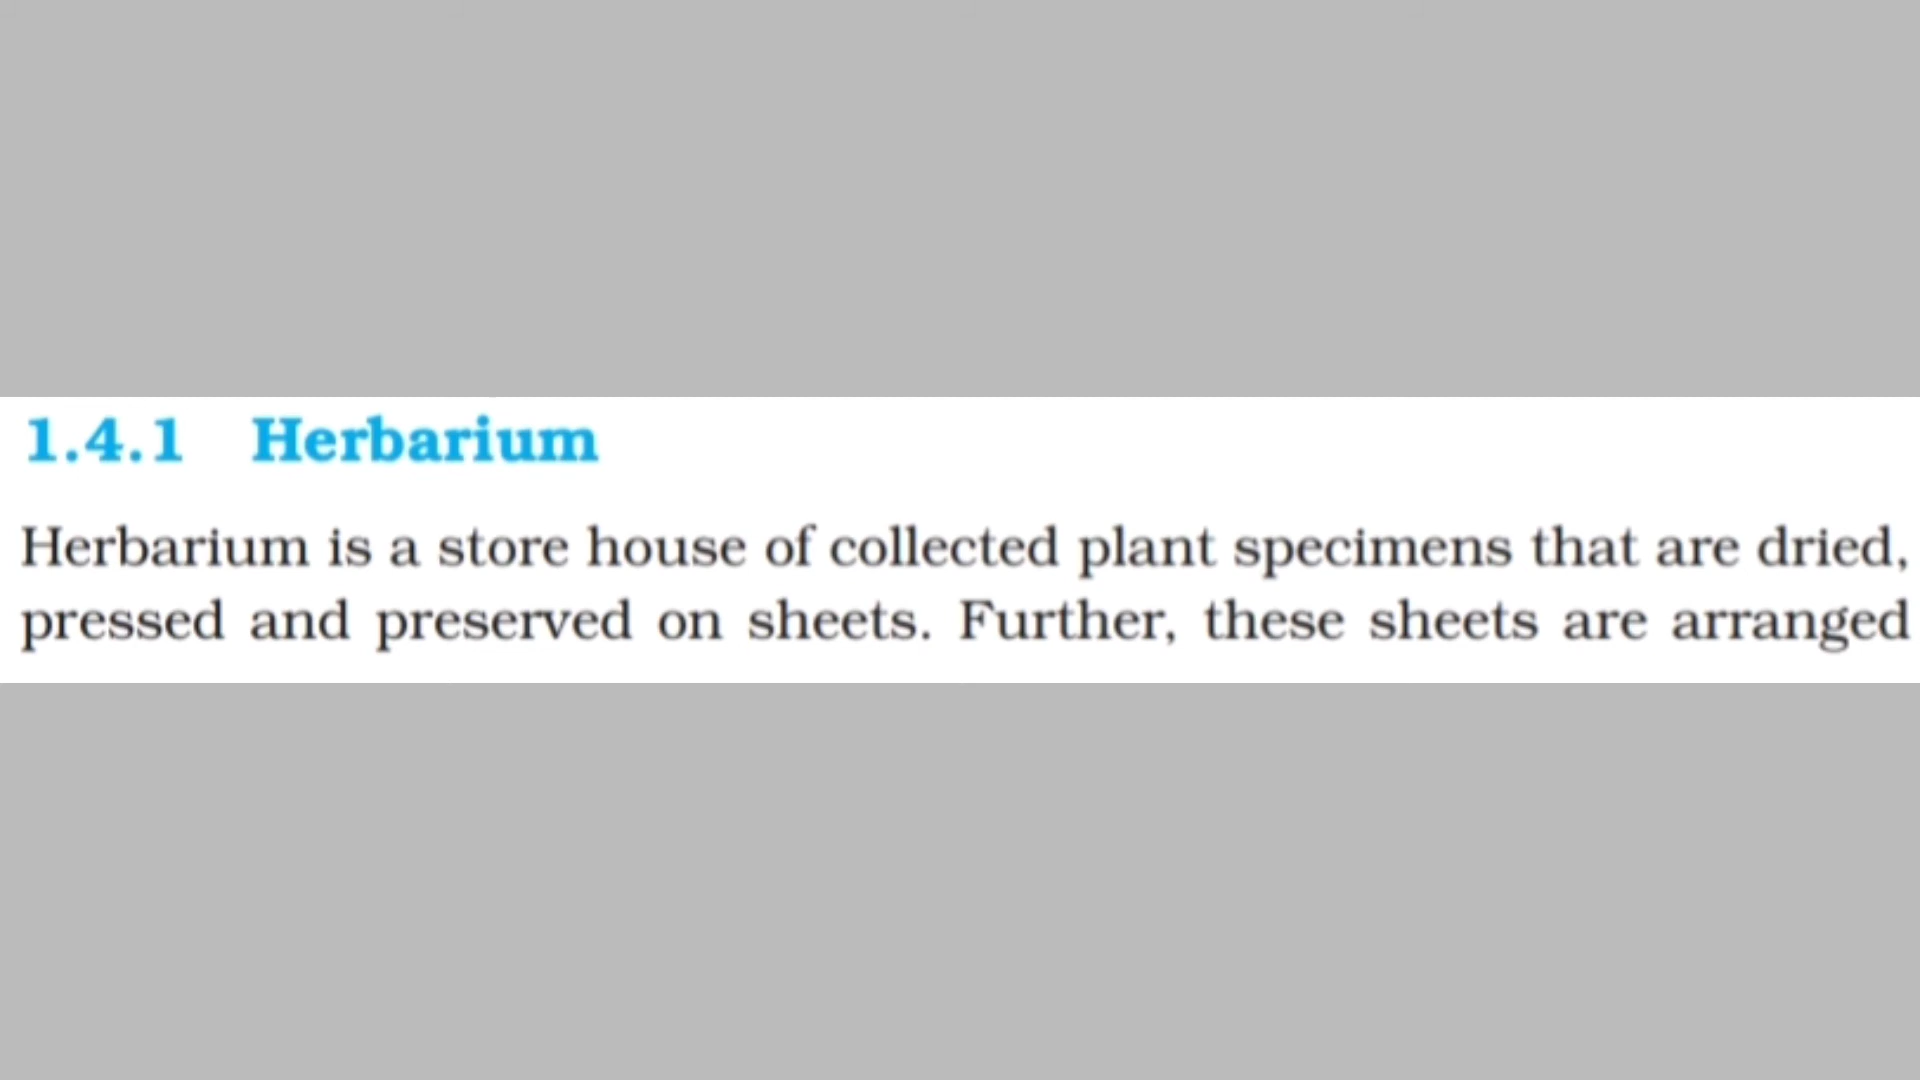 1.4.1 Herbarium
Herbarium is a store house of collected plant specimens that are dried,
pressed and preserved on sheets. Further, these sheets are arranged